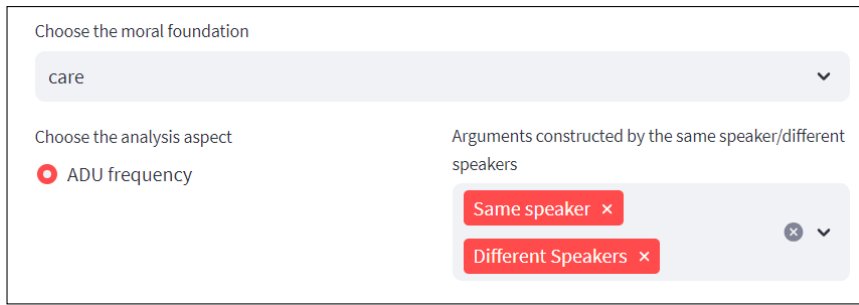 Choose the moral foundation
care
Choose the analysis aspect
ADU frequency
Arguments constructed by the same speaker/different
speakers
Same speaker ×
Different Speakers ×